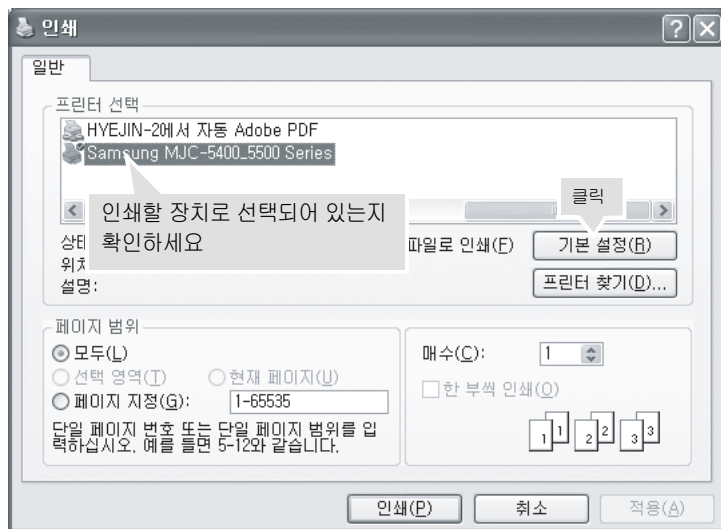 인쇄
일반
프린터 선택
HYEJIN-2에서 자동 Adobe PDF
Samsung MJC-5400_5500 Series
인쇄할 장치로 선택되어 있는지
확인하세요
클릭
파일로 인쇄(F)
기본 설정(R)
설명:
프린터 찾기(D)...
페이지 범위
모두(L)
선택 영역(T)
현재 페이지(U)
페이지 지정(G):
1-65535
단일 페이지 번호 또는 단일 페이지 범위를 입
력하십시오. 예를 들면 5-12와 같습니다.
매수(C):
1
한 부씩 인쇄(O)
1 1 2 2 3 3
인쇄(P)
취소
적용(A)